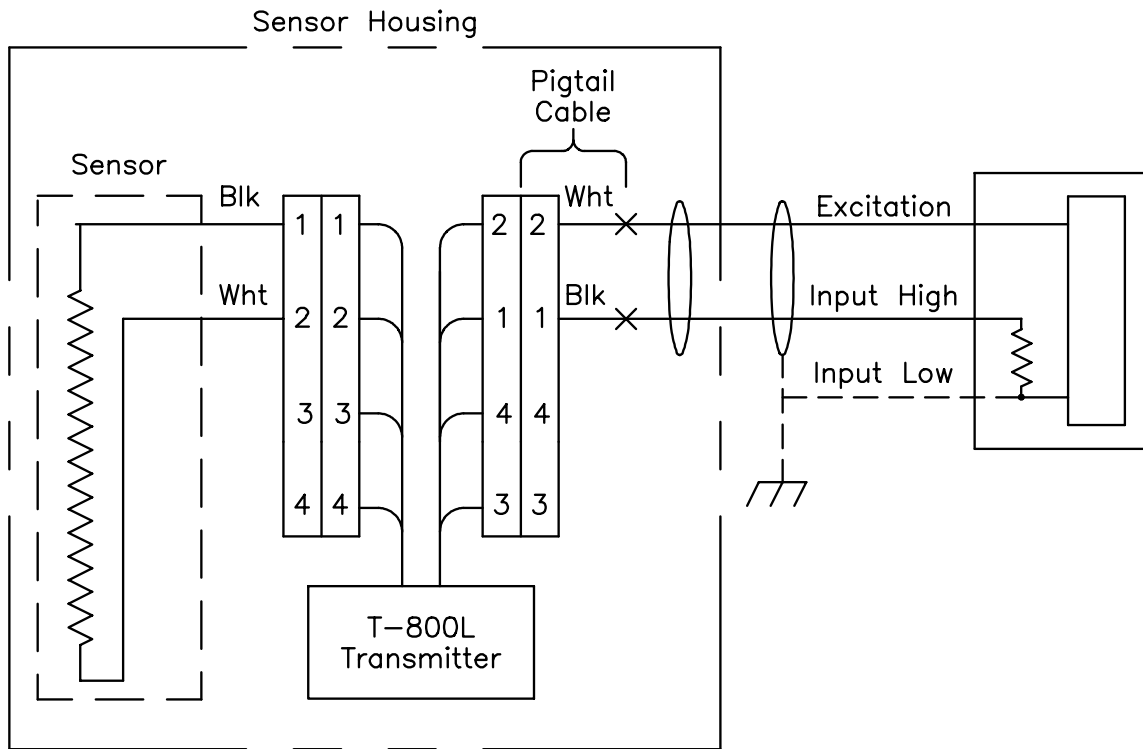 Sensor Housing
Pigtail
Cable
Sensor
Blk
Wht
1 1
2 2
3 3
4 4
2 2
1 1
4 4
3 3
Wht
Blk
Excitation
Input High
Input Low
T-800L
Transmitter